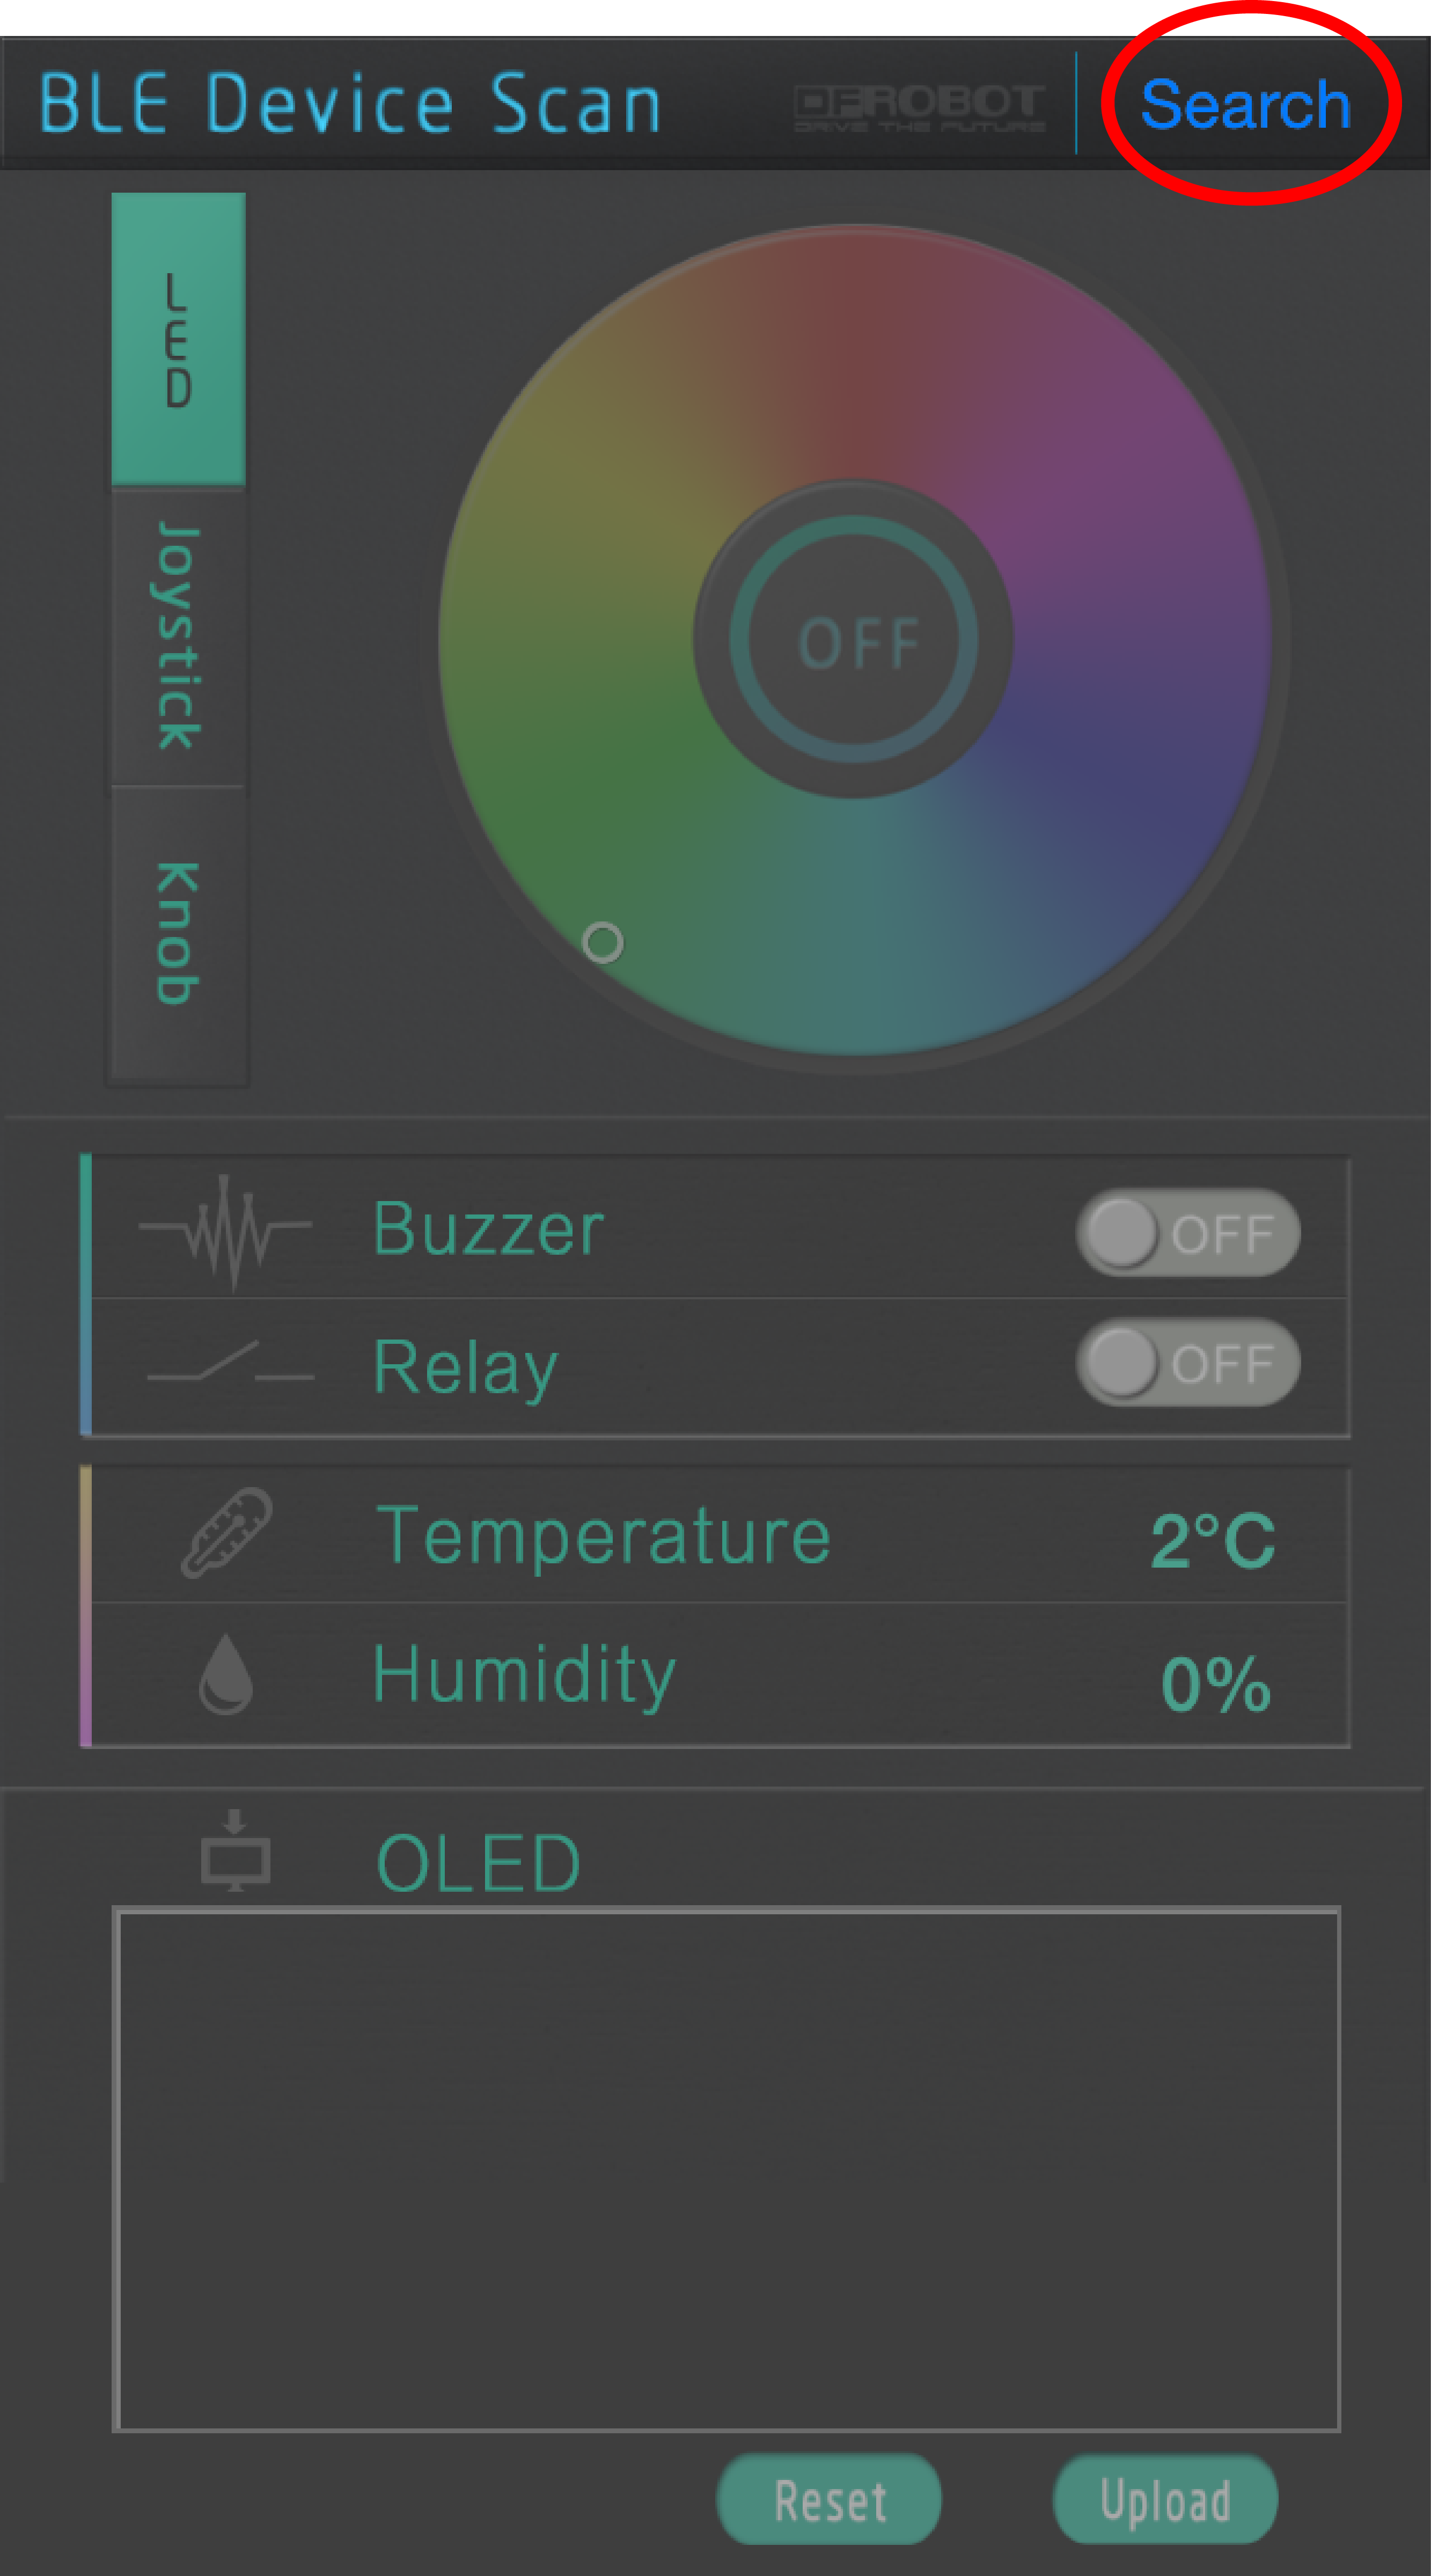 BLE Device Scan
DFROBOT
DRIVE THE FUTURE
Search
LED
Joystick
Knob
OFF
Buzzer
OFF
Relay
OFF
Temperature
2°C
Humidity
0%
OLED
Reset
Upload